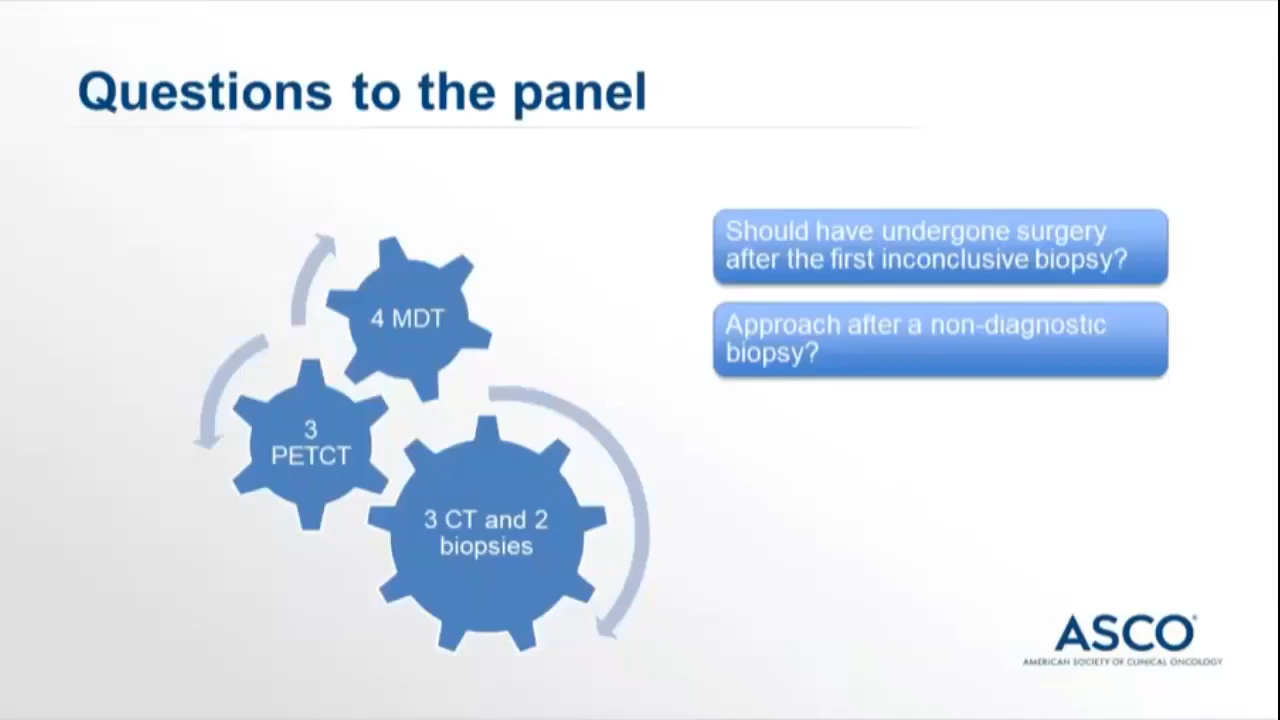 Questions to the panel
4 MDT
3
PETCT
3 CT and 2
biopsies
Should have undergone surgery
after the first inconclusive biopsy?
Approach after a non-diagnostic
biopsy?
ASCO®
AMERICAN SOCIETY OF CLINICAL ONCOLOGY